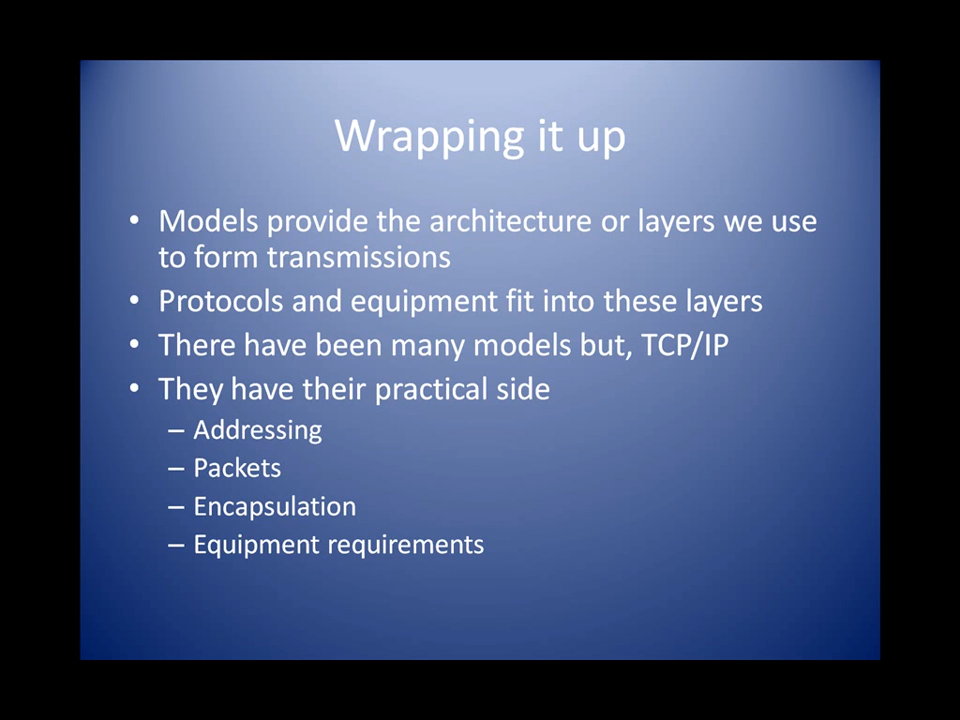 Wrapping it up
• Models provide the architecture or layers we use
to form transmissions
• Protocols and equipment fit into these layers
• There have been many models but, TCP/IP
• They have their practical side
– Addressing
– Packets
– Encapsulation
– Equipment requirements